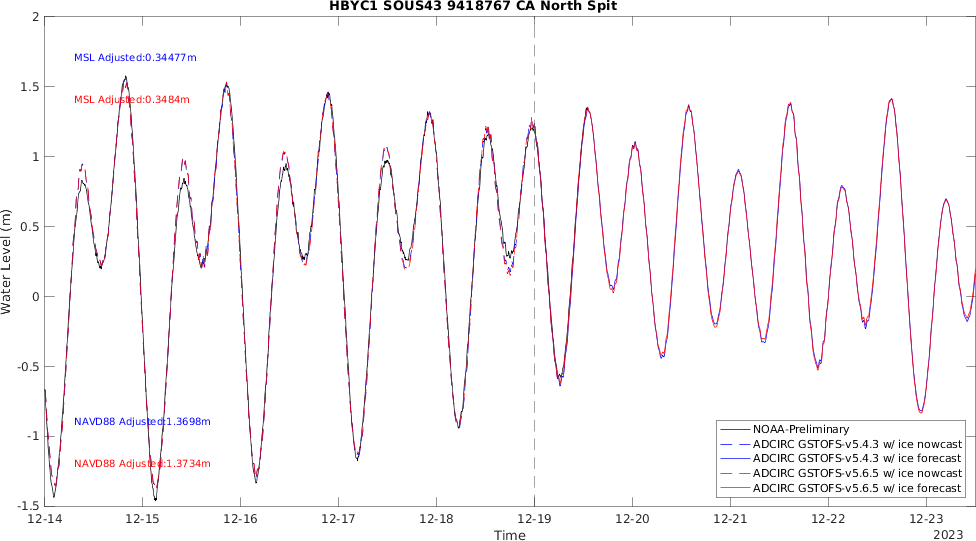 HBYC1 SOUS43 9418767 CA North Spit
2
1.5
1
0.5
0
-0.5
-1
-1.5
Water Level (m)
MSL Adjusted:0.34477m
MSL Adjusted:0.3484m
NAVD88 Adjusted:1.3698m
NAVD88 Adjusted:1.3734m
NOAA-Preliminary
ADCIRC GSTOFS-v5.4.3 w/ ice nowcast
ADCIRC GSTOFS-v5.4.3 w/ ice forecast
ADCIRC GSTOFS-v5.6.5 w/ ice nowcast
ADCIRC GSTOFS-v5.6.5 w/ ice forecast
12-14 12-15 12-16 12-17 12-18 12-19 12-20 12-21 12-22 12-23
Time
2023